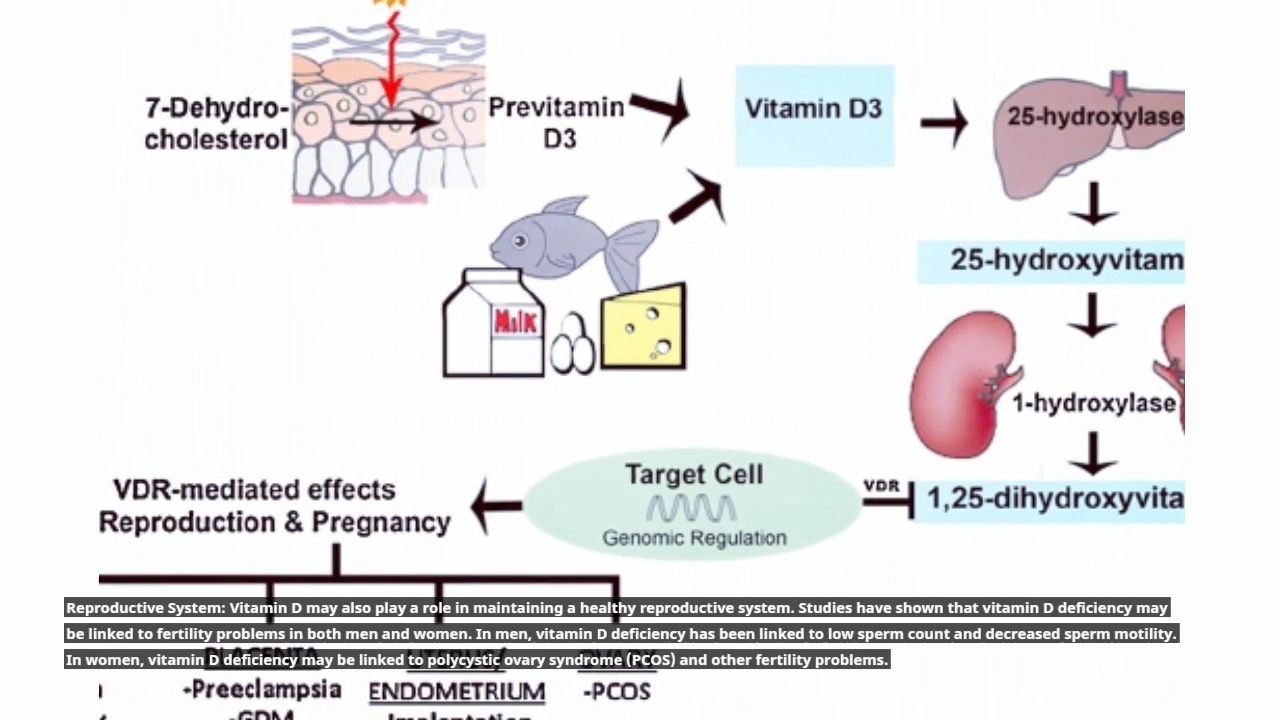 7-Dehydro-
cholesterol
Previtamin
D3
Vitamin D3
25-hydroxylase
25-hydroxyvitam
MilK
1-hydroxylase
1,25-dihydroxyvita
VDR
Target Cell
Genomic Regulation
VDR-mediated effects
Reproduction & Pregnancy
Reproductive System: Vitamin D may also play a role in maintaining a healthy reproductive system. Studies have shown that vitamin D deficiency may
be linked to fertility problems in both men and women. In men, vitamin D deficiency has been linked to low sperm count and decreased sperm motility.
In women, vitamin D deficiency may be linked to polycystic ovary syndrome (PCOS) and other fertility problems.
PLACENTA
-Preeclampsia
-GDM
ENDOMETRIUM
Implantation
-PCOS